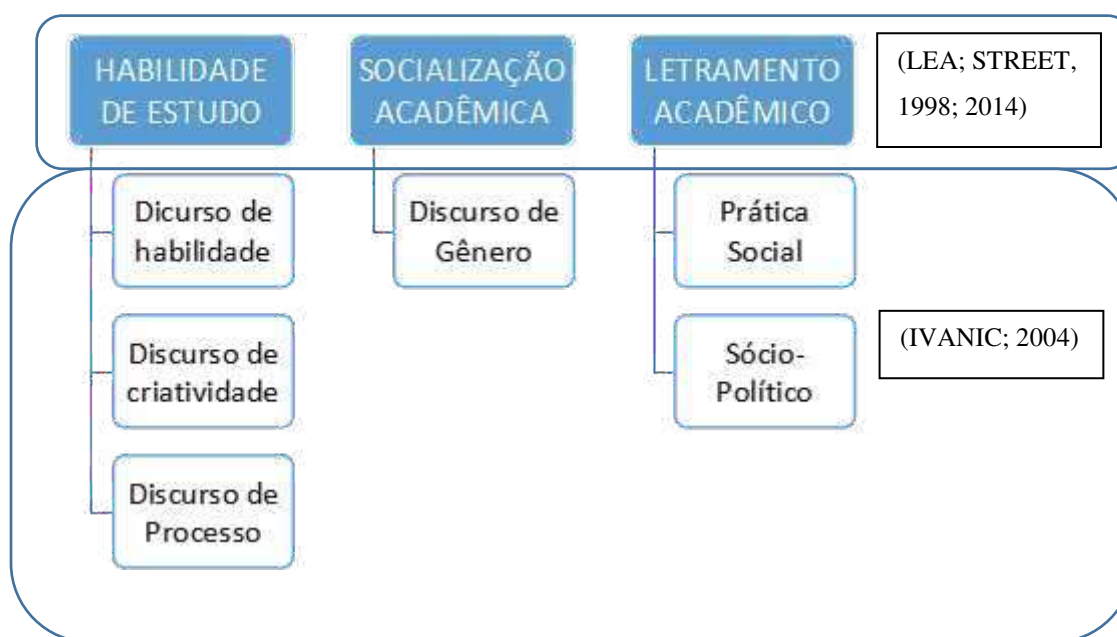 HABILIDADE
DE ESTUDO
SOCIALIZAÇÃO
ACADÊMICA
LETRAMENTO
ACADÊMICO
(LEA; STREET,
1998; 2014)
Dicurso de
habilidade
Discurso de
Gênero
Prática
Social
Discurso de
criatividade
Sócio-
Político
(IVANIC; 2004)
Discurso de
Processo